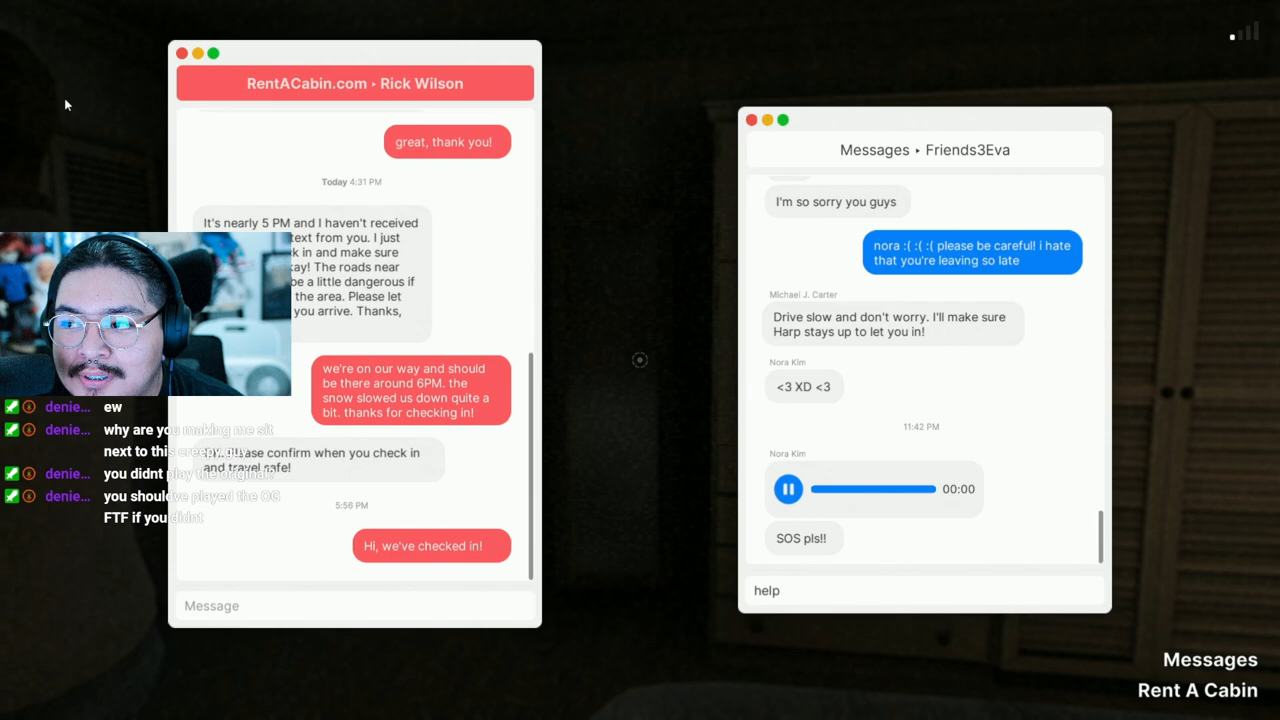 RentACabin.com ▸ Rick Wilson
great, thank you!
Today 4:31 PM
It's nearly 5 PM and I haven't received
text from you. I just
k in and make sure
kay! The roads near
be a little dangerous if
the area. Please let
you arrive. Thanks,
we're on our way and should
be there around 6PM. the
snow slowed us down quite a
bit. thanks for checking in!
confirm when you check in
and travel safe!
5:56 PM
Hi, we've checked in!
Message
denie... ew
denie... why are you making me sit
next to this creepy guy
denie... you didnt play the original?
denie... you shouldve played the OG
FTF if you didnt
Messages ▸ Friends3Eva
I'm so sorry you guys
nora :( :( :( please be careful! i hate
that you're leaving so late
Michael J. Carter
Drive slow and don't worry. I'll make sure
Harp stays up to let you in!
Nora Kim
<3 XD <3
11:42 PM
Nora Kim
00:00
SOS pls!!
help
Messages
Rent A Cabin